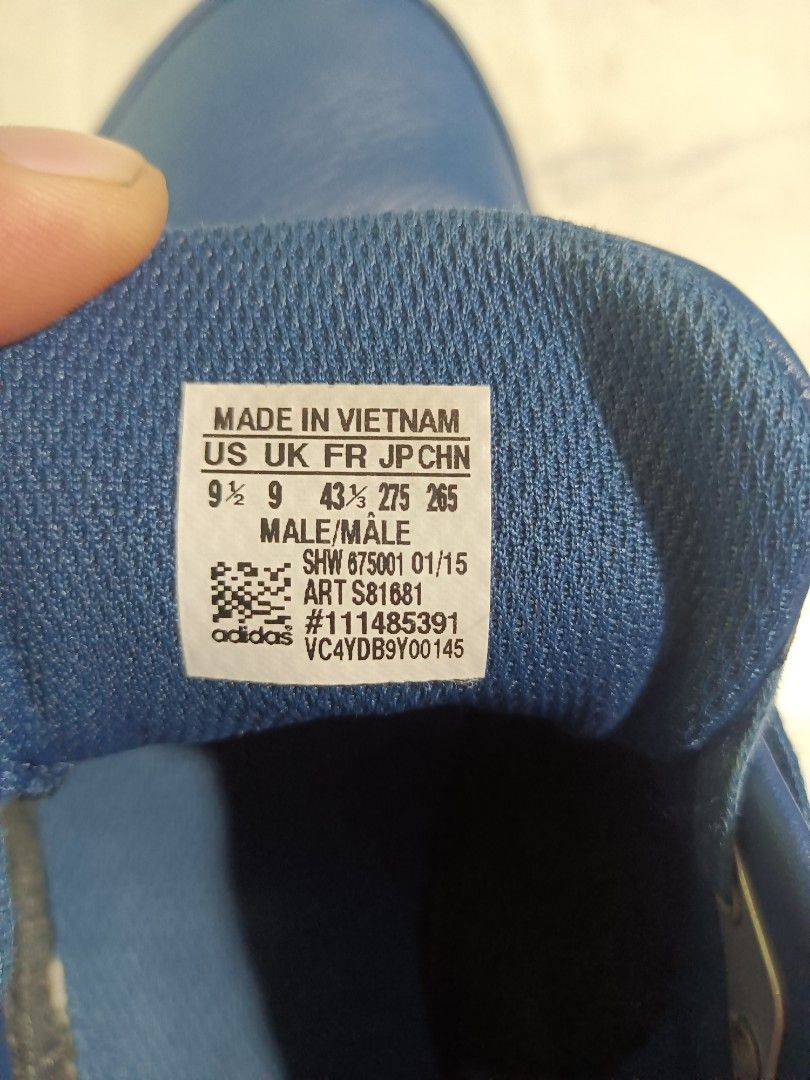 MADE IN VIETNAM
US UK FR JP CHN
9½ 9 43⅓ 275 265
MALE/MÂLE
SHW 675001 01/15
ART S81681
#111485391
adidas VC4YDB9Y00145